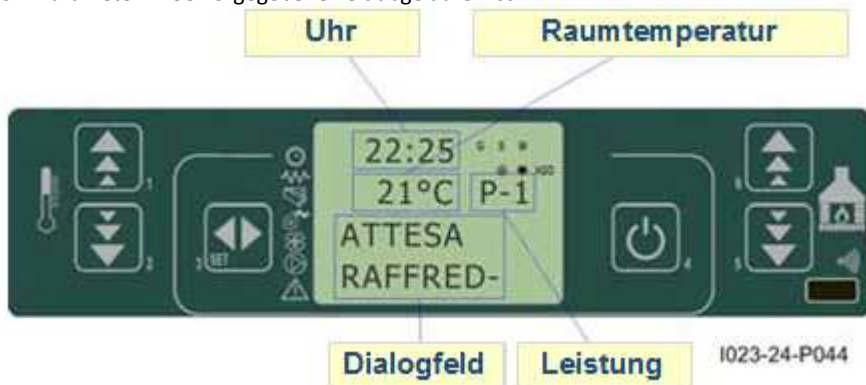 Uhr
Raumtemperatur
22:25
21°C P-1
ATTESA
RAFFRED-
1
2
3
SET
4
5
6
Dialogfeld
Leistung
I023-24-P044